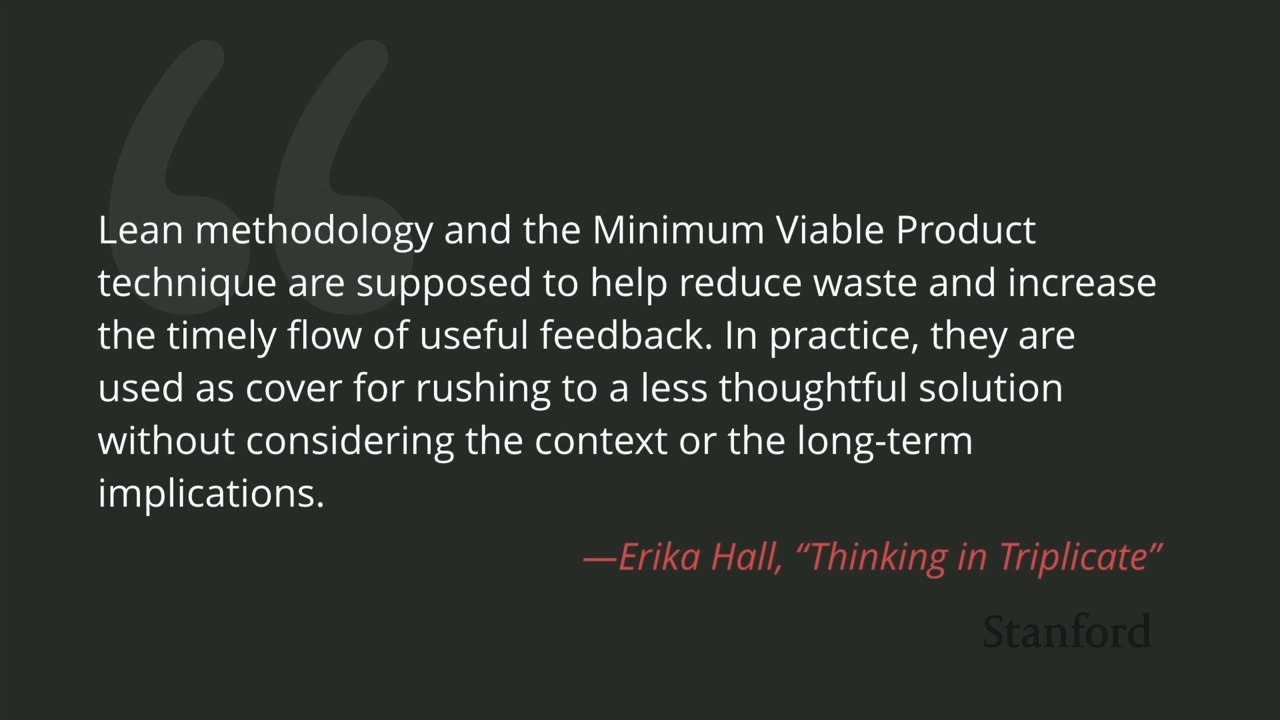 Lean methodology and the Minimum Viable Product
technique are supposed to help reduce waste and increase
the timely flow of useful feedback. In practice, they are
used as cover for rushing to a less thoughtful solution
without considering the context or the long-term
implications.
—Erika Hall, “Thinking in Triplicate”
Stanford